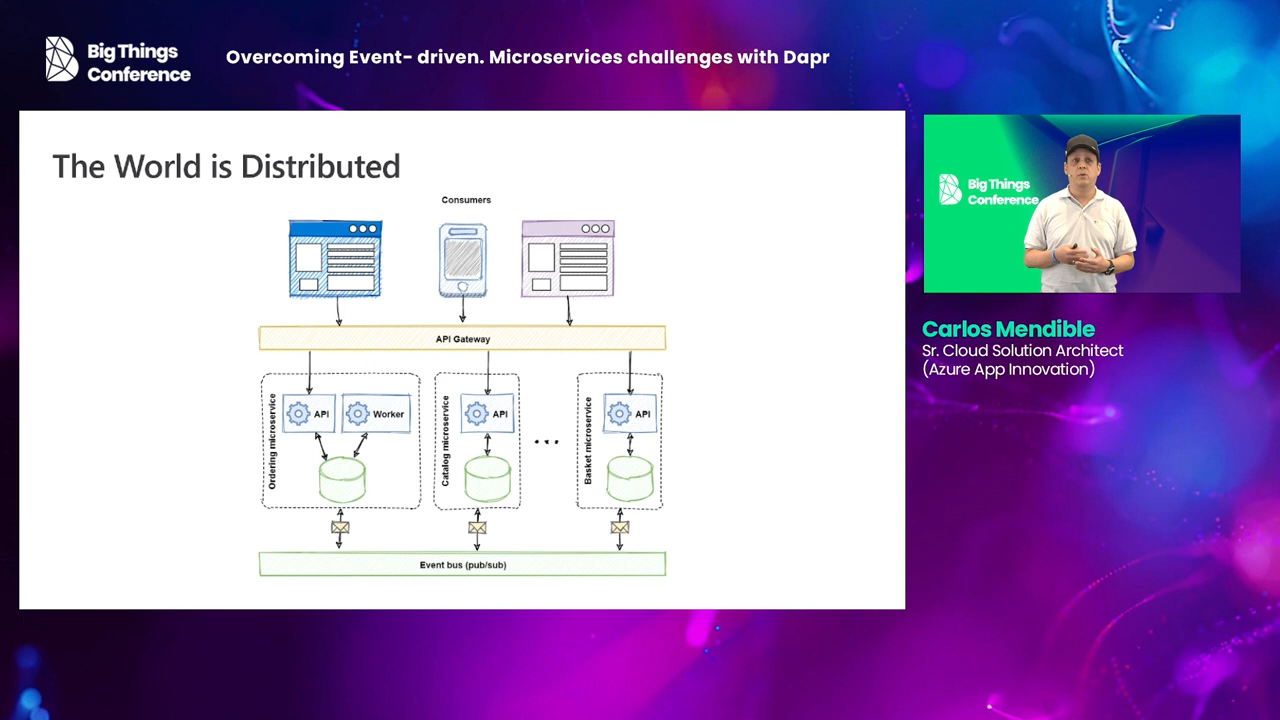 Big Things
Conference
Overcoming Event- driven. Microservices challenges with Dapr
The World is Distributed
Consumers
API Gateway
Ordering microservice
API
Worker
Catalog microservice
API
...
Basket microservice
API
Event bus (pub/sub)
Big Things
Conference
Carlos Mendible
Sr. Cloud Solution Architect
(Azure App Innovation)